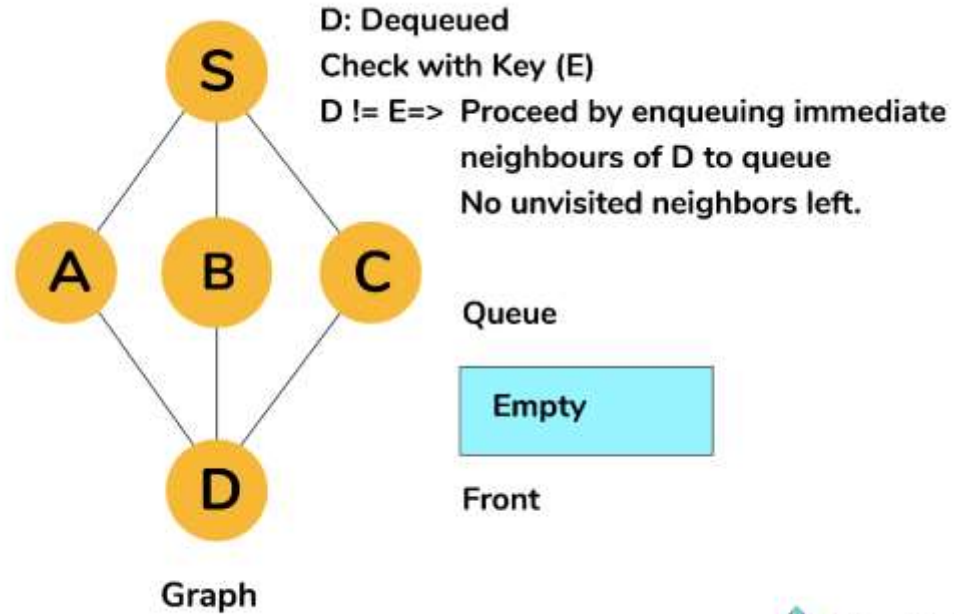 D: Dequeued
Check with Key (E)
D != E=> Proceed by enqueuing immediate
neighbours of D to queue
No unvisited neighbors left.
S
A
B
C
D
Queue
Empty
Front
Graph